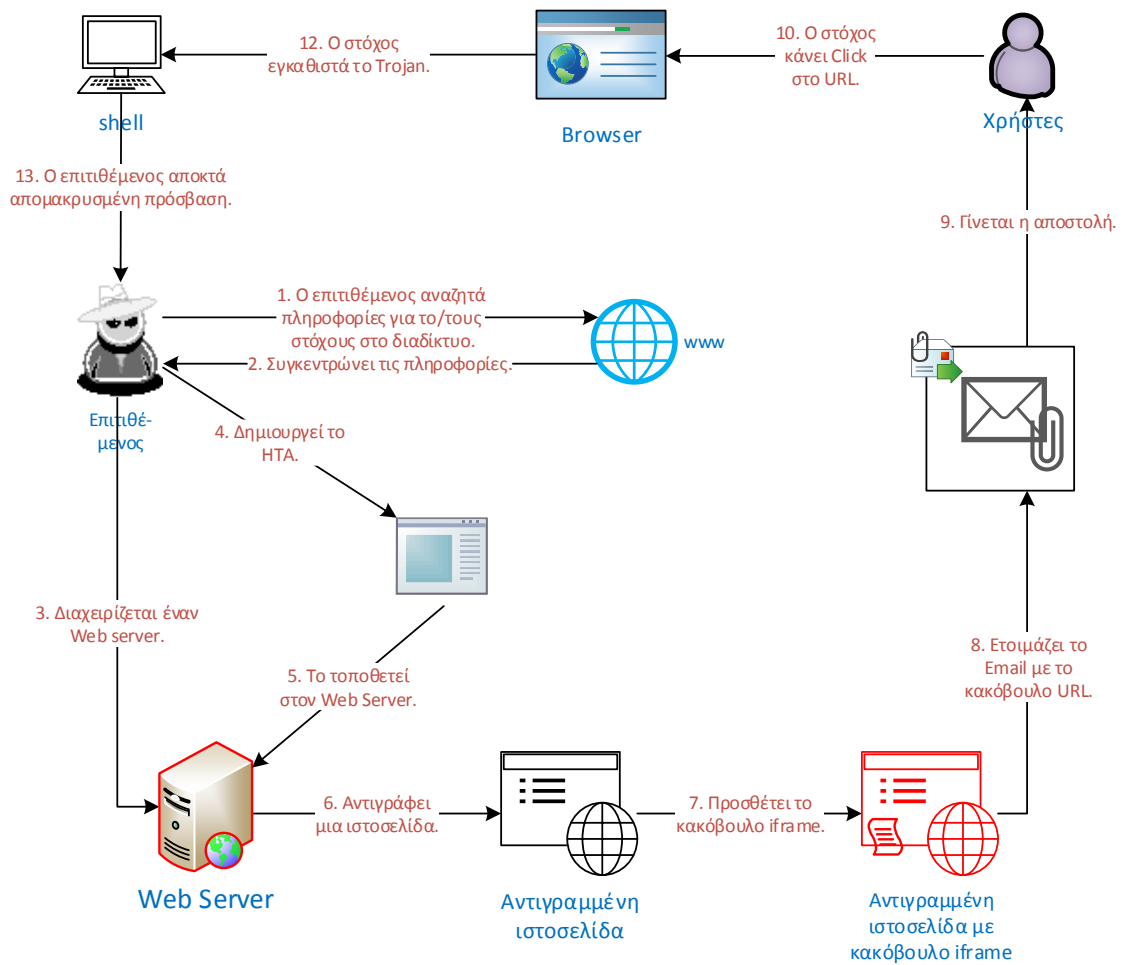 12. Ο στόχος
εγκαθιστά το Trojan.
10. Ο στόχος
κάνει Click
στο URL.
shell
Browser
Χρήστες
13. Ο επιτιθέμενος αποκτά
απομακρυσμένη πρόσβαση.
9. Γίνεται η αποστολή.
1. Ο επιτιθέμενος αναζητά
πληροφορίες για το/τους
στόχους στο διαδίκτυο.
2. Συγκεντρώνει τις πληροφορίες.
www
Επιτιθέ-
μενος
4. Δημιουργεί το
HTA.
3. Διαχειρίζεται έναν
Web server.
5. Το τοποθετεί
στον Web Server.
8. Ετοιμάζει το
Email με το
κακόβουλο URL.
6. Αντιγράφει
μια ιστοσελίδα.
7. Προσθέτει το
κακόβουλο iframe.
Web Server
Αντιγραμμένη
ιστοσελίδα
Αντιγραμμένη
ιστοσελίδα με
κακόβουλο iframe